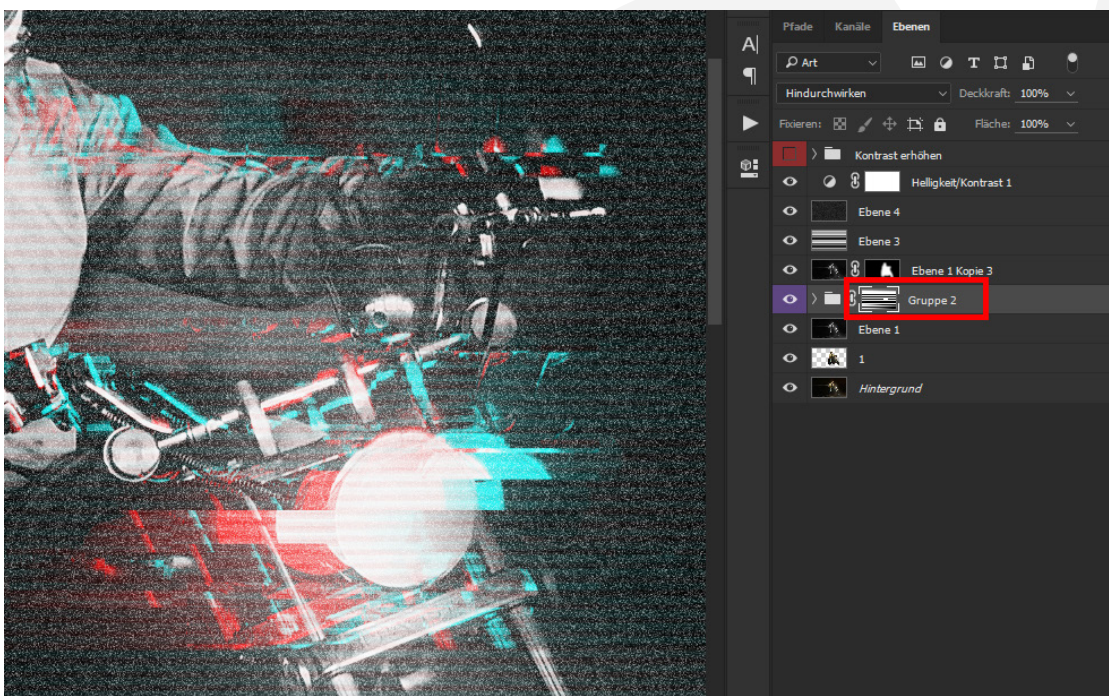 Pfade Kanäle Ebenen
Art
Hindurchwirken Deckkraft: 100%
Fixieren: Fläche: 100%
Kontrast erhöhen
Helligkeit/Kontrast 1
Ebene 4
Ebene 3
Ebene 1 Kopie 3
Gruppe 2
Ebene 1
1
Hintergrund